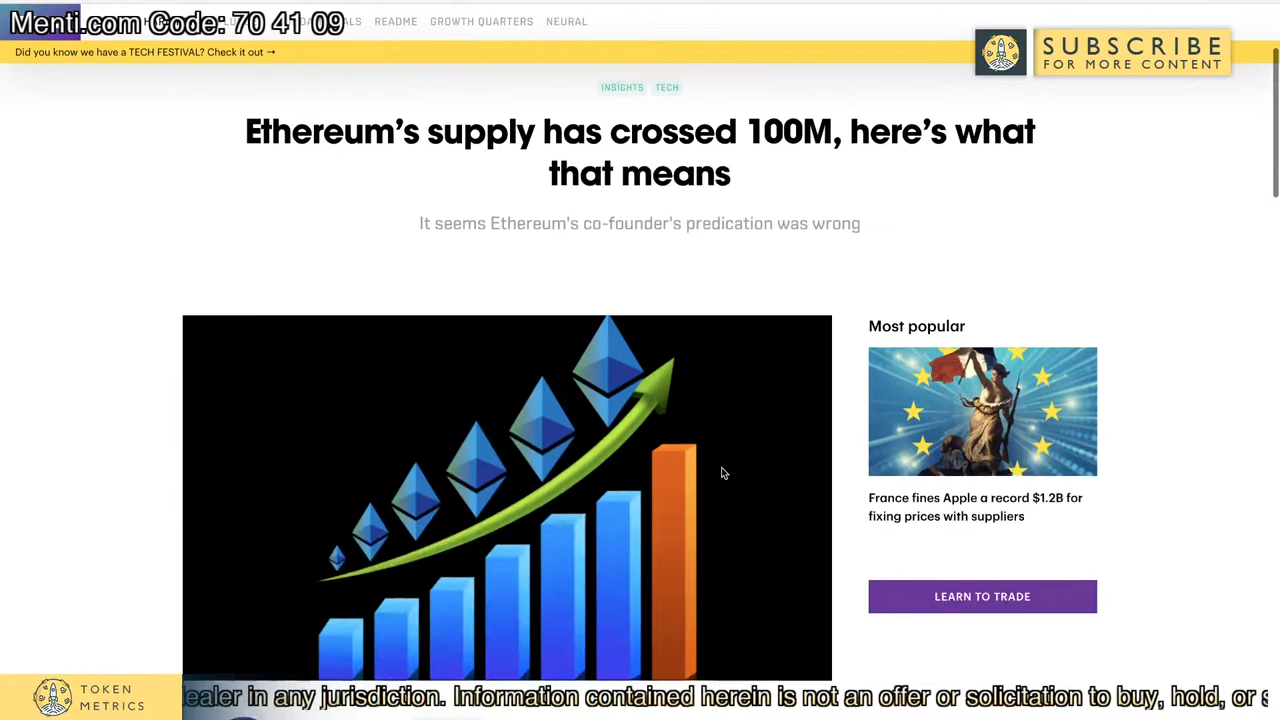 Menti.com Code: 70 41 09
README GROWTH QUARTERS NEURAL
Did you know we have a TECH FESTIVAL? Check it out →
SUBSCRIBE
FOR MORE CONTENT
INSIGHTS TECH
Ethereum's supply has crossed 100M, here's what
that means
It seems Ethereum's co-founder's predication was wrong
Most popular
France fines Apple a record $1.2B for
fixing prices with suppliers
LEARN TO TRADE
TOKEN
METRICS
ealer in any jurisdiction. Information contained herein is not an offer or solicitation to buy, hold, or s